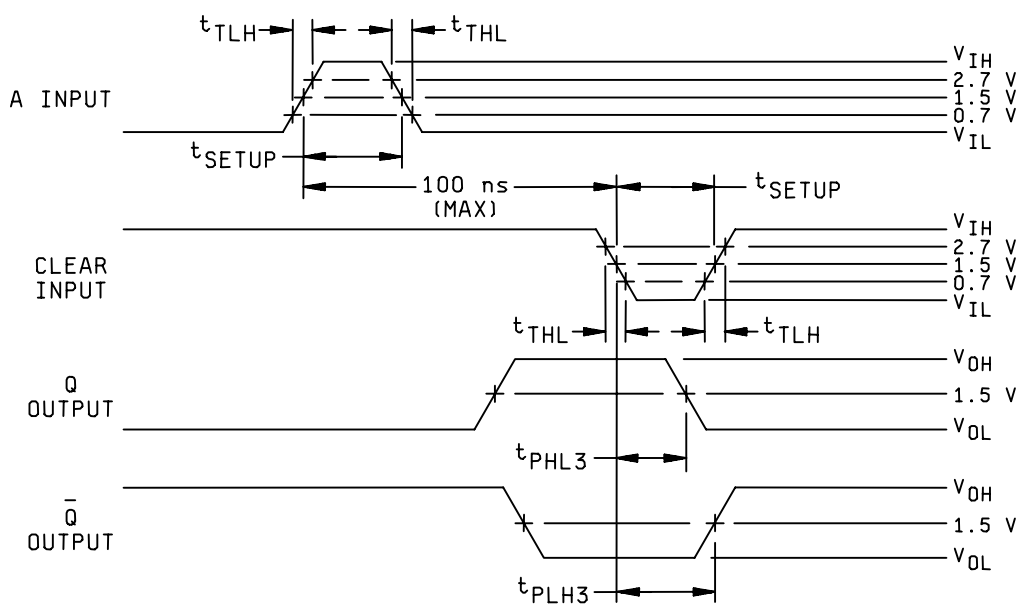 tTLH
tTHL
A INPUT
VIH
2.7 V
1.5 V
0.7 V
VIL
tSETUP
100 ns
(MAX)
tSETUP
CLEAR
INPUT
VIH
2.7 V
1.5 V
0.7 V
VIL
tTHL
tTLH
Q
OUTPUT
VOH
1.5 V
VOL
tPHL3
Q̅
OUTPUT
VOH
1.5 V
VOL
tPLH3